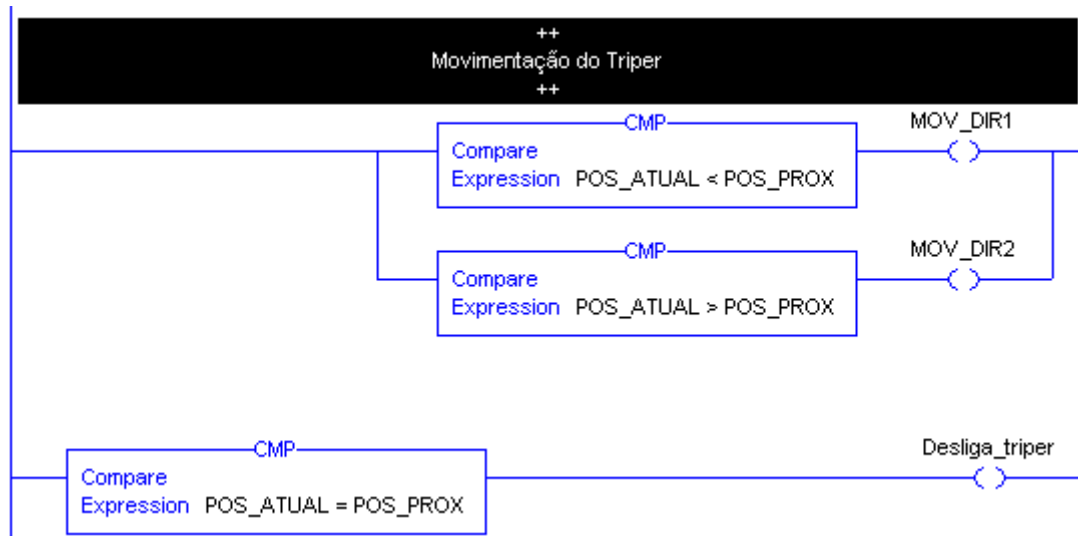 ++
Movimentação do Triper
++
CMP
MOV_DIR1
Compare
Expression POS_ATUAL < POS_PROX
CMP
MOV_DIR2
Compare
Expression POS_ATUAL > POS_PROX
CMP
Desliga_triper
Compare
Expression POS_ATUAL = POS_PROX